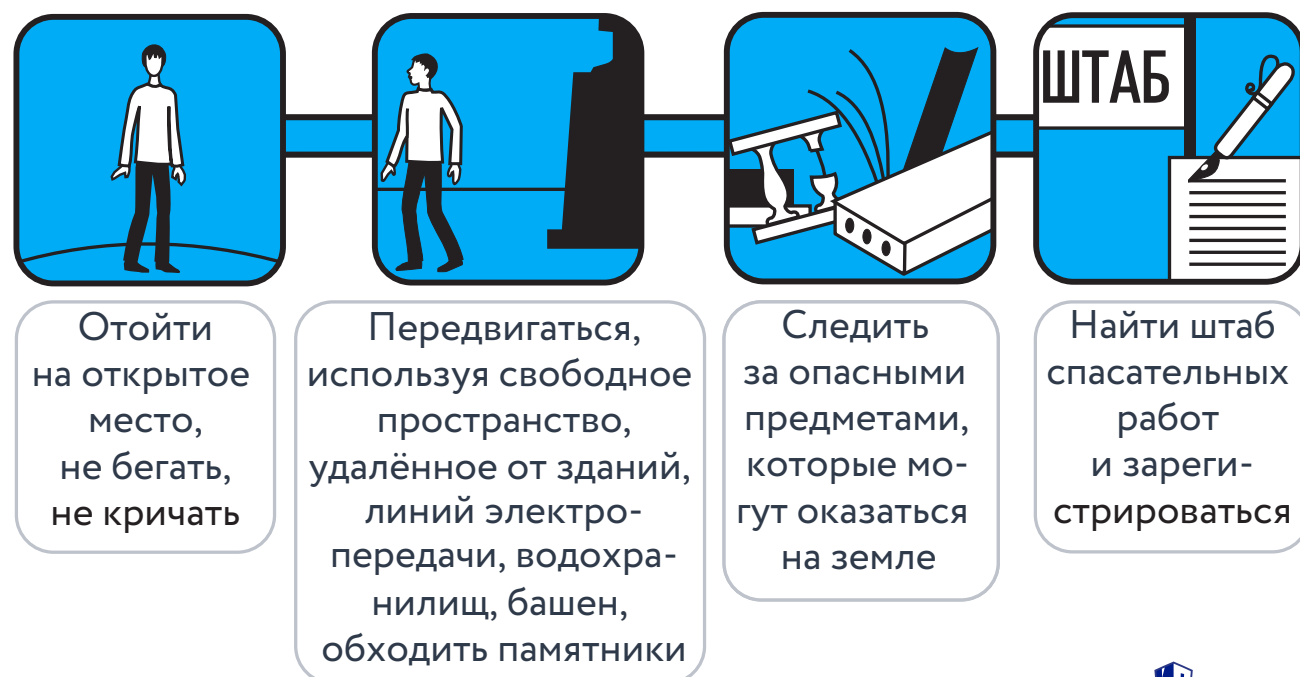 ШТАБ
Отойти
на открытое
место,
не бегать,
не кричать
Передвигаться,
используя свободное
пространство,
удалённое от зданий,
линий электро-
передачи, водохра-
нилищ, башен,
обходить памятники
Следить
за опасными
предметами,
которые мо-
гут оказаться
на земле
Найти штаб
спасательных
работ
и зареги-
стрироваться